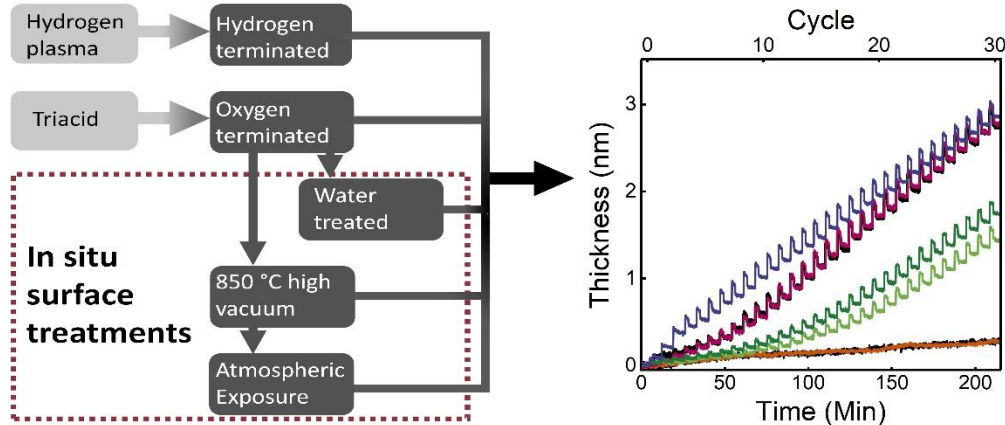 Hydrogen
plasma
Hydrogen
terminated
Triacid
Oxygen
terminated
Water
treated
In situ
surface
treatments
850 °C high
vacuum
Atmospheric
Exposure
Cycle
0 10 20 30
Thickness (nm)
3
2
1
0
0 50 100 150 200
Time (Min)